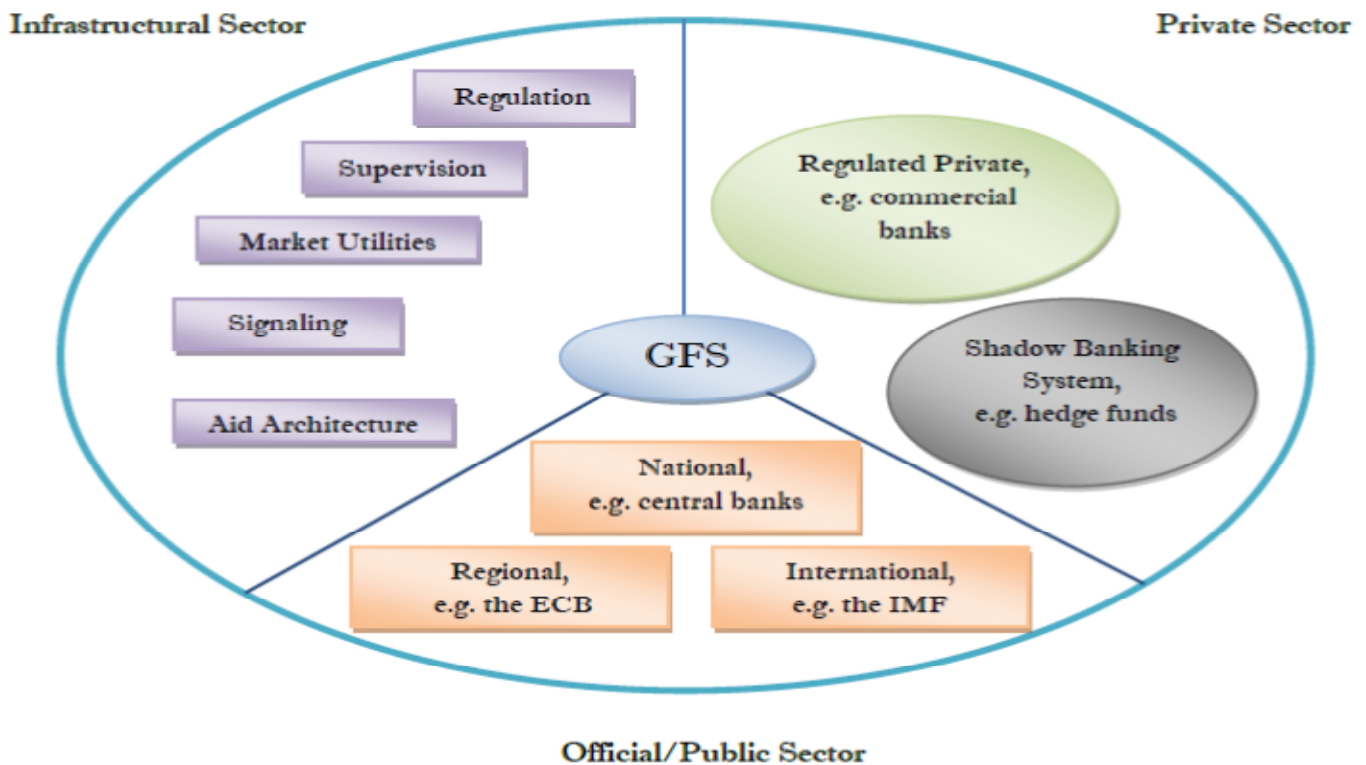 Infrastructural Sector
Private Sector
Regulation
Supervision
Market Utilities
Signaling
Aid Architecture
Regulated Private,
e.g. commercial
banks
Shadow Banking
System,
e.g. hedge funds
GFS
National,
e.g. central banks
Regional,
e.g. the ECB
International,
e.g. the IMF
Official/Public Sector